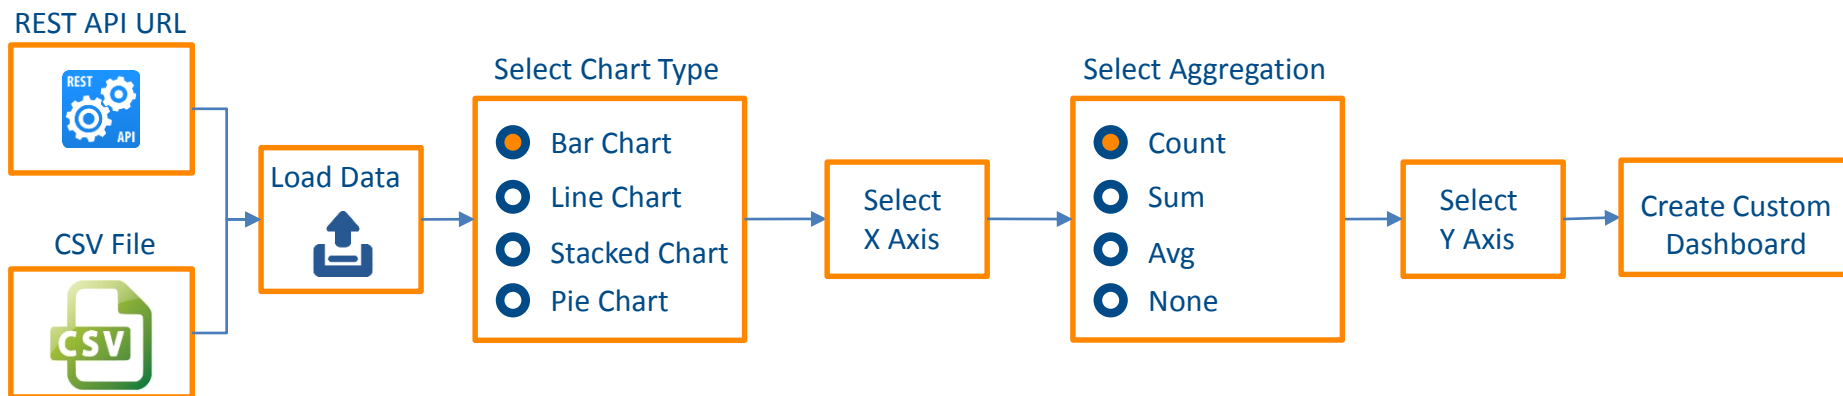 REST API URL
REST
API
CSV File
CSV
Load Data
Select Chart Type
Bar Chart
Line Chart
Stacked Chart
Pie Chart
Select
X Axis
Select Aggregation
Count
Sum
Avg
None
Select
Y Axis
Create Custom
Dashboard